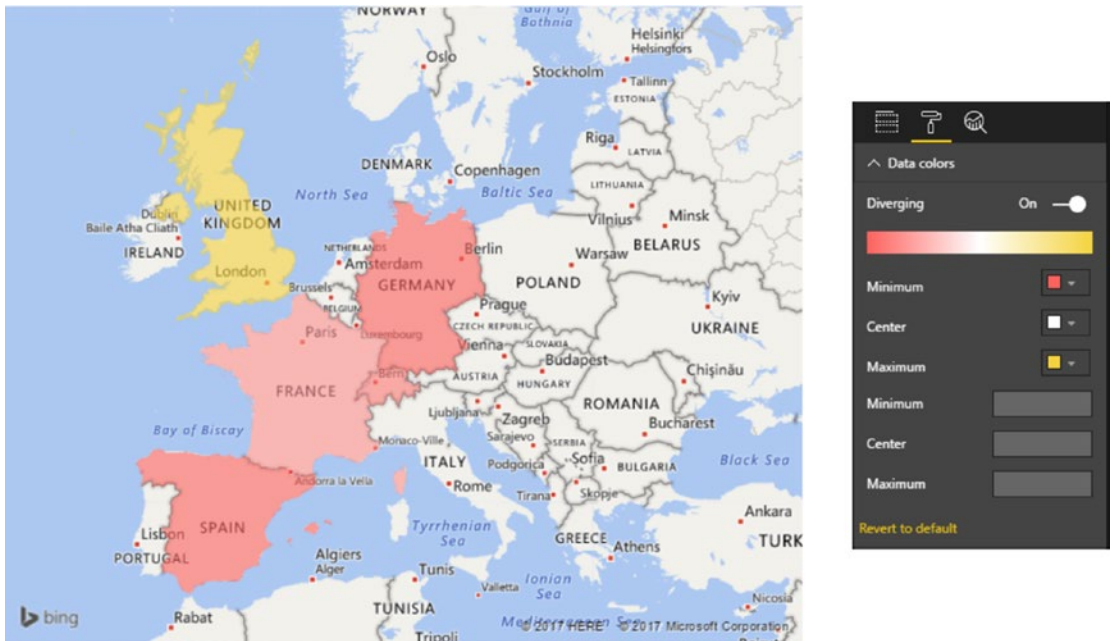 NORWAY
Gulf of
Bothnia
Helsinki
Helsingfors
Oslo
Stockholm
Tallinn
ESTONIA
Riga
LATVIA
DENMARK
Copenhagen
North Sea
Baltic Sea
LITHUANIA
Vilnius
Minsk
BELARUS
Dublin
Baile Atha Cliath
IRELAND
UNITED
KINGDOM
London
NETHERLANDS
Amsterdam
Berlin
GERMANY
Warsaw
POLAND
Brussels
BELGIUM
Prague
CZECH REPUBLIC
Kyiv
UKRAINE
Paris
Luxembourg
Vienna
SLOVAKIA
Budapest
Bern
AUSTRIA
HUNGARY
Chișinău
FRANCE
Ljubljana
Zagreb
ROMANIA
Bucharest
Bay of Biscay
Monaco-Ville
Sarajevo
SERBIA
ITALY
Podgorica
Sofia
BULGARIA
Black Sea
Andorra la Vella
Rome
Tirana
Skopje
SPAIN
Ankara
Lisbon
PORTUGAL
Tyrrhenian
Sea
GREECE
Athens
TURK
Algiers
Alger
Tunis
Valletta
Ionian
Sea
Nicosia
bing
Rabat
TUNISIA
Tripoli
Mediterranean Sea
© 2017 HERE © 2017 Microsoft Corporation
Data colors
Diverging
On
Minimum
Center
Maximum
Minimum
Center
Maximum
Revert to default